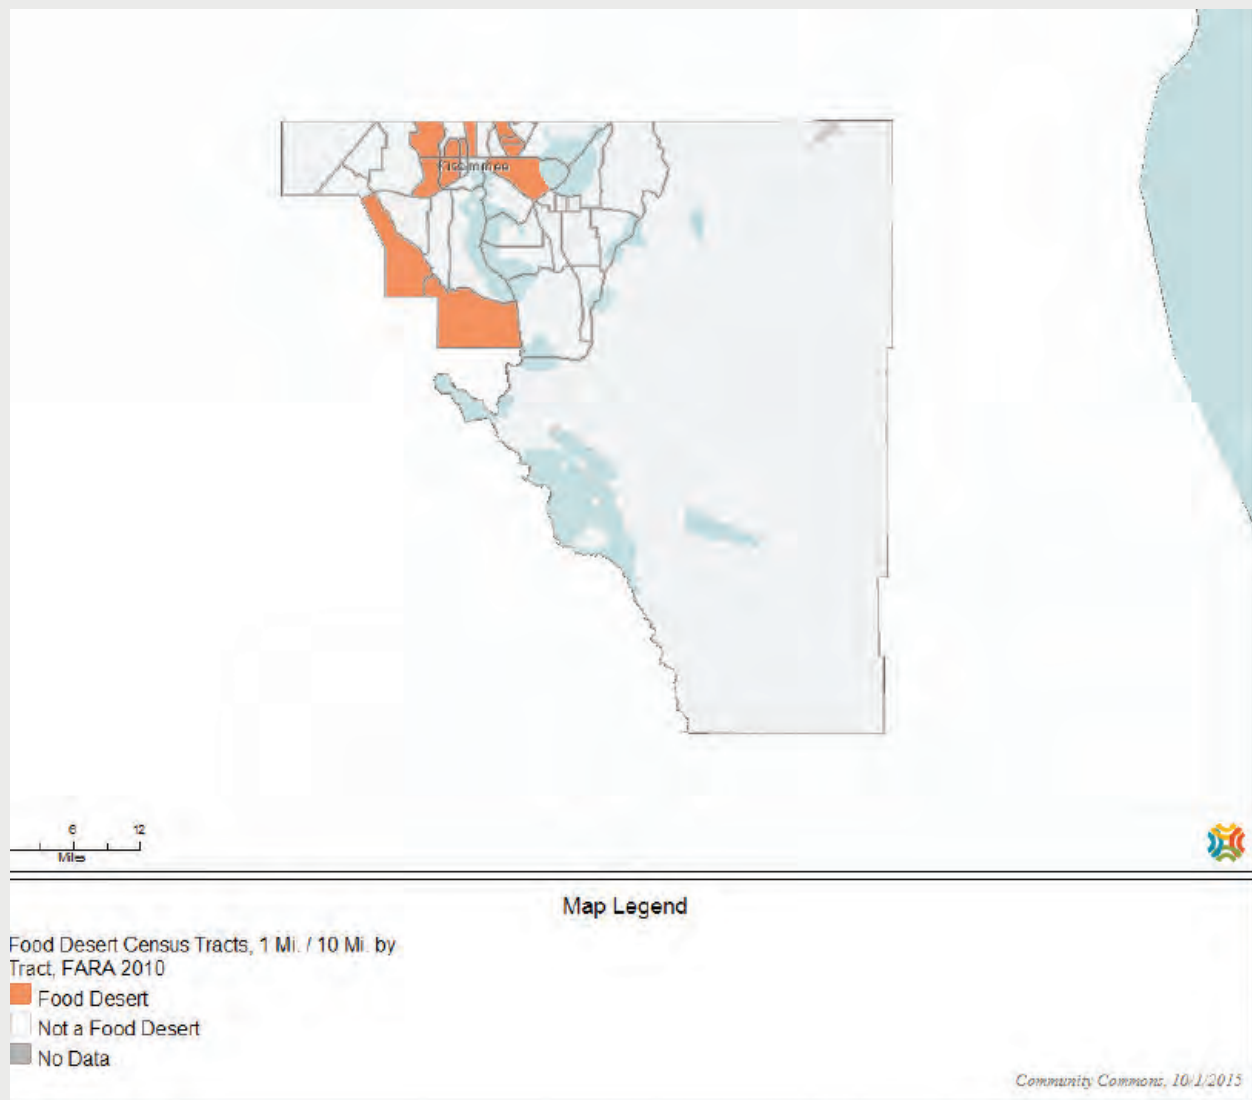 Kissimmee
6 12
Miles
Map Legend
Food Desert Census Tracts, 1 Mi. / 10 Mi. by
Tract, FARA 2010
Food Desert
Not a Food Desert
No Data
Community Commons, 10/1/2015